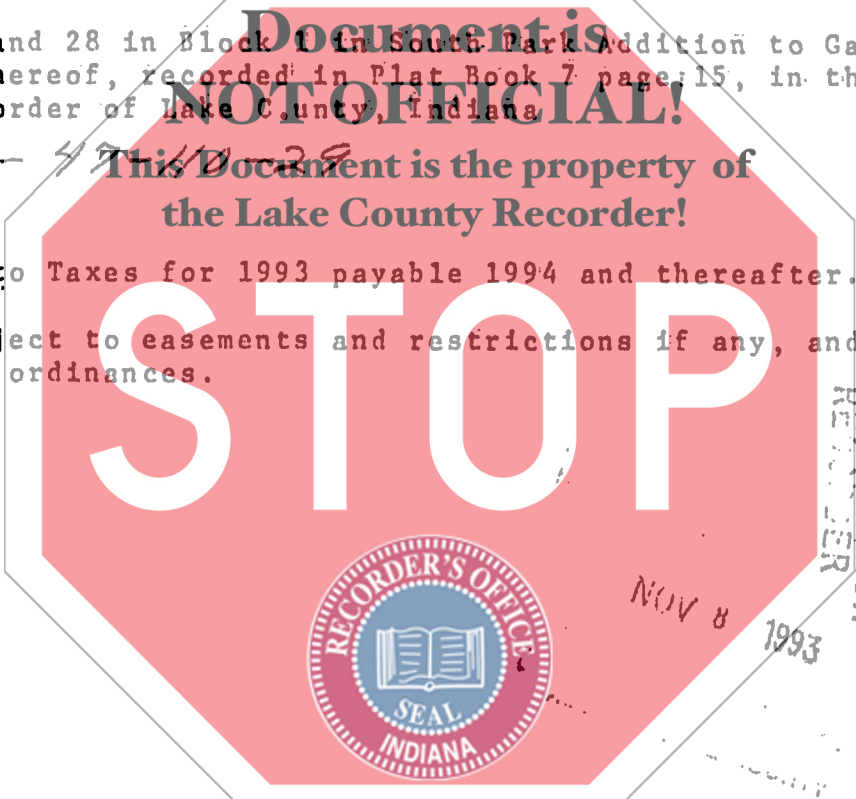 Document is
and 28 in Block 1 in South Park Addition to Ga
hereof, recorded in Plat Book 7 page 15, in th
NOT OFFICIAL!
order of Lake C.unty, Indiana
This Document is the property of
the Lake County Recorder!
to Taxes for 1993 payable 1994 and thereafter.
STOP
ject to easements and restrictions if any, and
ordinances.
RECORDER'S OFFICE
SEAL
INDIANA
NOV 8 1993